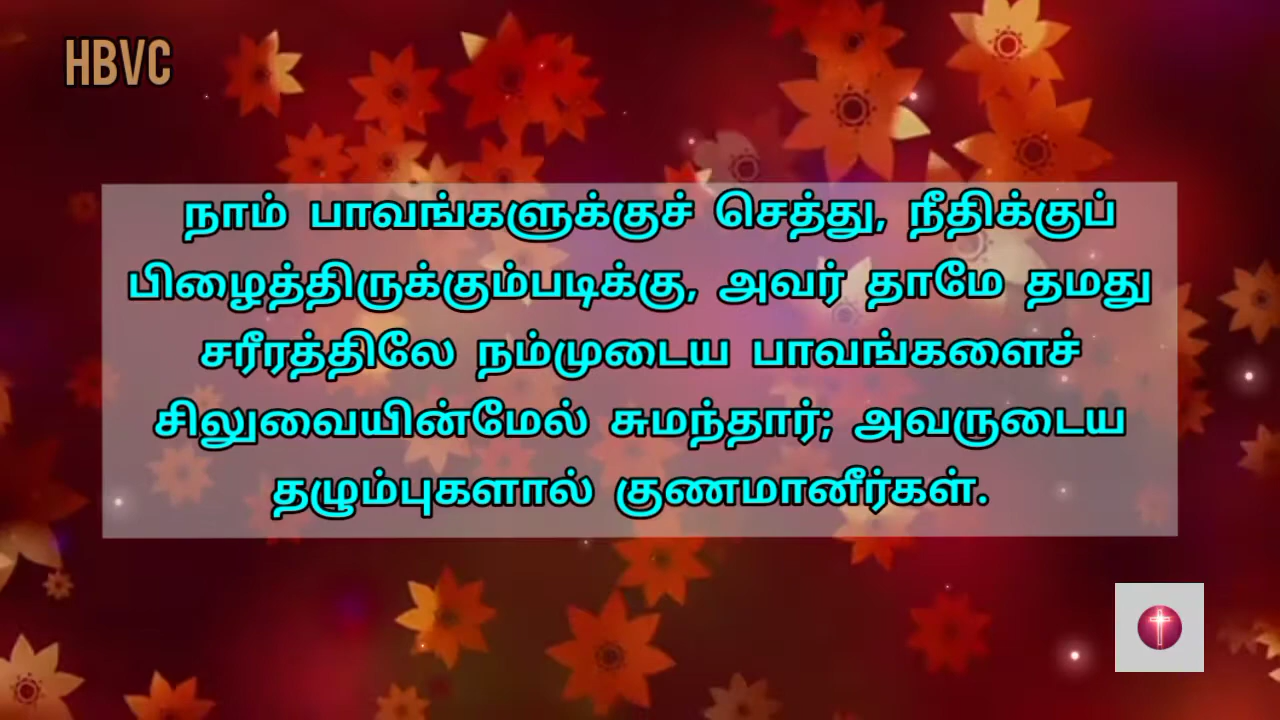 HBVC
நாம் பாவங்களுக்குச் செத்து, நீதிக்குப்
பிழைத்திருக்கும்படிக்கு, அவர் தாமே தமது
சரீரத்திலே நம்முடைய பாவங்களைச்
சிலுவையின்மேல் சுமந்தார்; அவருடைய
தழும்புகளால் குணமானீர்கள்.